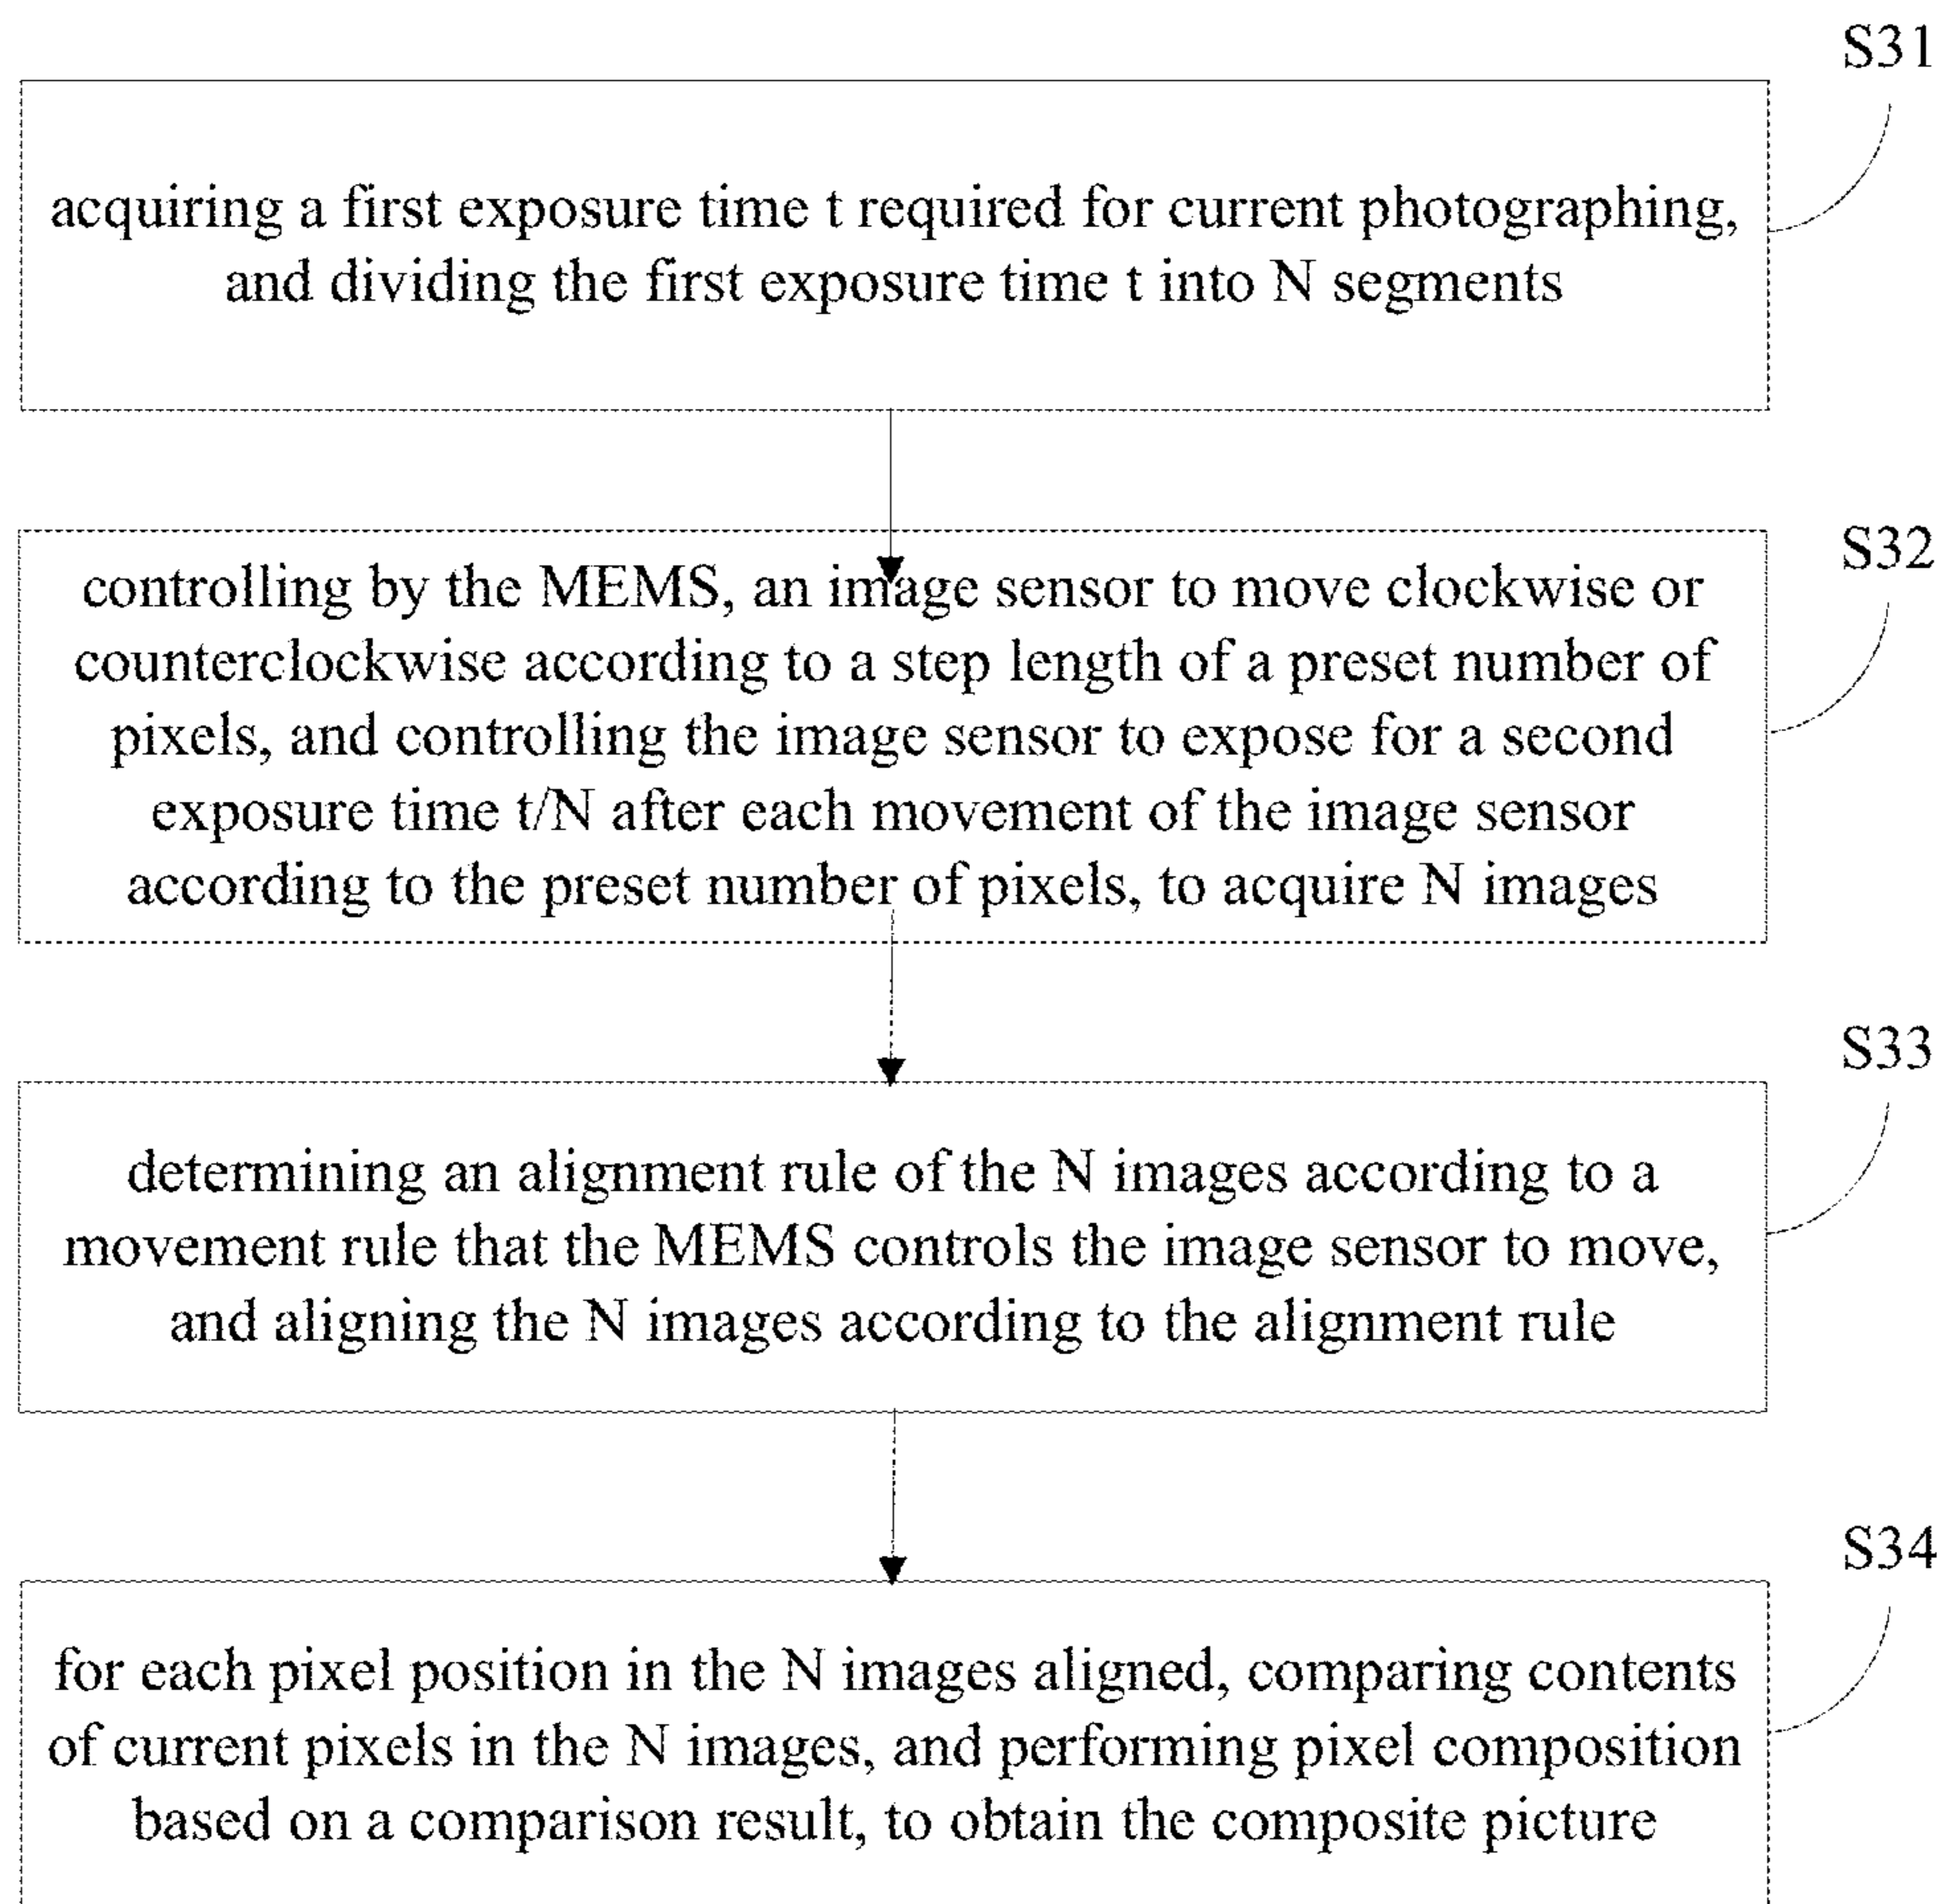 S31
acquiring a first exposure time t required for current photographing,
and dividing the first exposure time t into N segments
S32
controlling by the MEMS, an image sensor to move clockwise or
counterclockwise according to a step length of a preset number of
pixels, and controlling the image sensor to expose for a second
exposure time t/N after each movement of the image sensor
according to the preset number of pixels, to acquire N images
S33
determining an alignment rule of the N images according to a
movement rule that the MEMS controls the image sensor to move,
and aligning the N images according to the alignment rule
S34
for each pixel position in the N images aligned, comparing contents
of current pixels in the N images, and performing pixel composition
based on a comparison result, to obtain the composite picture